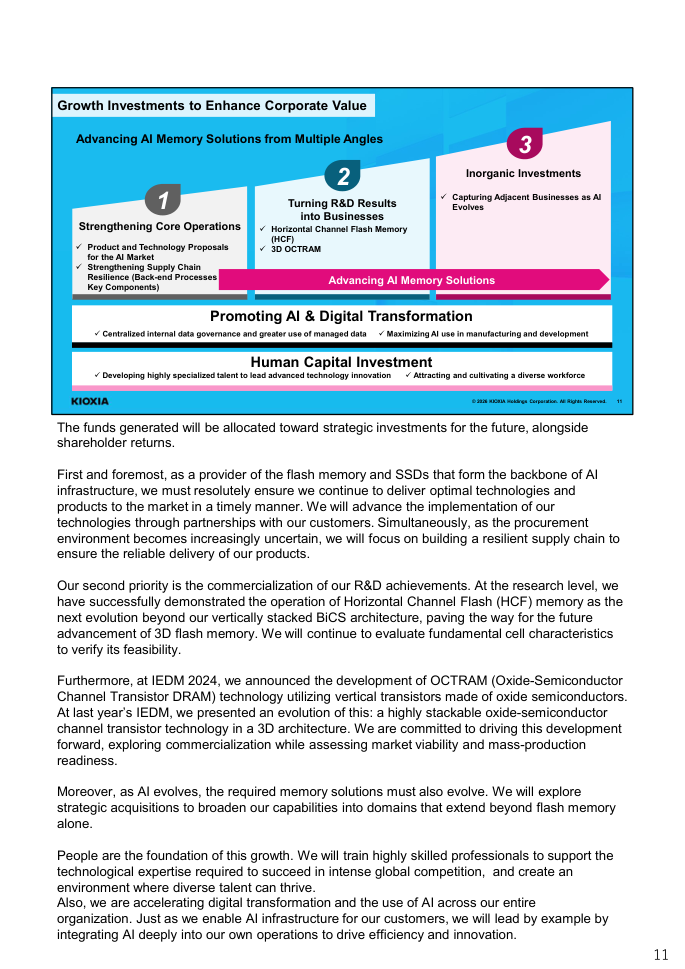 Growth Investments to Enhance Corporate Value
Advancing AI Memory Solutions from Multiple Angles
1
Strengthening Core Operations
✓ Product and Technology Proposals
for the AI Market
✓ Strengthening Supply Chain
Resilience (Back-end Processes
Key Components)
2
Turning R&D Results
into Businesses
✓ Horizontal Channel Flash Memory
(HCF)
✓ 3D OCTRAM
3
Inorganic Investments
✓ Capturing Adjacent Businesses as AI
Evolves
Advancing AI Memory Solutions
Promoting AI & Digital Transformation
✓ Centralized internal data governance and greater use of managed data ✓ Maximizing AI use in manufacturing and development
Human Capital Investment
✓ Developing highly specialized talent to lead advanced technology innovation ✓ Attracting and cultivating a diverse workforce
KIOXIA
© 2026 KIOXIA Holdings Corporation. All Rights Reserved. 11
The funds generated will be allocated toward strategic investments for the future, alongside
shareholder returns.
First and foremost, as a provider of the flash memory and SSDs that form the backbone of AI
infrastructure, we must resolutely ensure we continue to deliver optimal technologies and
products to the market in a timely manner. We will advance the implementation of our
technologies through partnerships with our customers. Simultaneously, as the procurement
environment becomes increasingly uncertain, we will focus on building a resilient supply chain to
ensure the reliable delivery of our products.
Our second priority is the commercialization of our R&D achievements. At the research level, we
have successfully demonstrated the operation of Horizontal Channel Flash (HCF) memory as the
next evolution beyond our vertically stacked BiCS architecture, paving the way for the future
advancement of 3D flash memory. We will continue to evaluate fundamental cell characteristics
to verify its feasibility.
Furthermore, at IEDM 2024, we announced the development of OCTRAM (Oxide-Semiconductor
Channel Transistor DRAM) technology utilizing vertical transistors made of oxide semiconductors.
At last year's IEDM, we presented an evolution of this: a highly stackable oxide-semiconductor
channel transistor technology in a 3D architecture. We are committed to driving this development
forward, exploring commercialization while assessing market viability and mass-production
readiness.
Moreover, as AI evolves, the required memory solutions must also evolve. We will explore
strategic acquisitions to broaden our capabilities into domains that extend beyond flash memory
alone.
People are the foundation of this growth. We will train highly skilled professionals to support the
technological expertise required to succeed in intense global competition, and create an
environment where diverse talent can thrive.
Also, we are accelerating digital transformation and the use of AI across our entire
organization. Just as we enable AI infrastructure for our customers, we will lead by example by
integrating AI deeply into our own operations to drive efficiency and innovation.
11